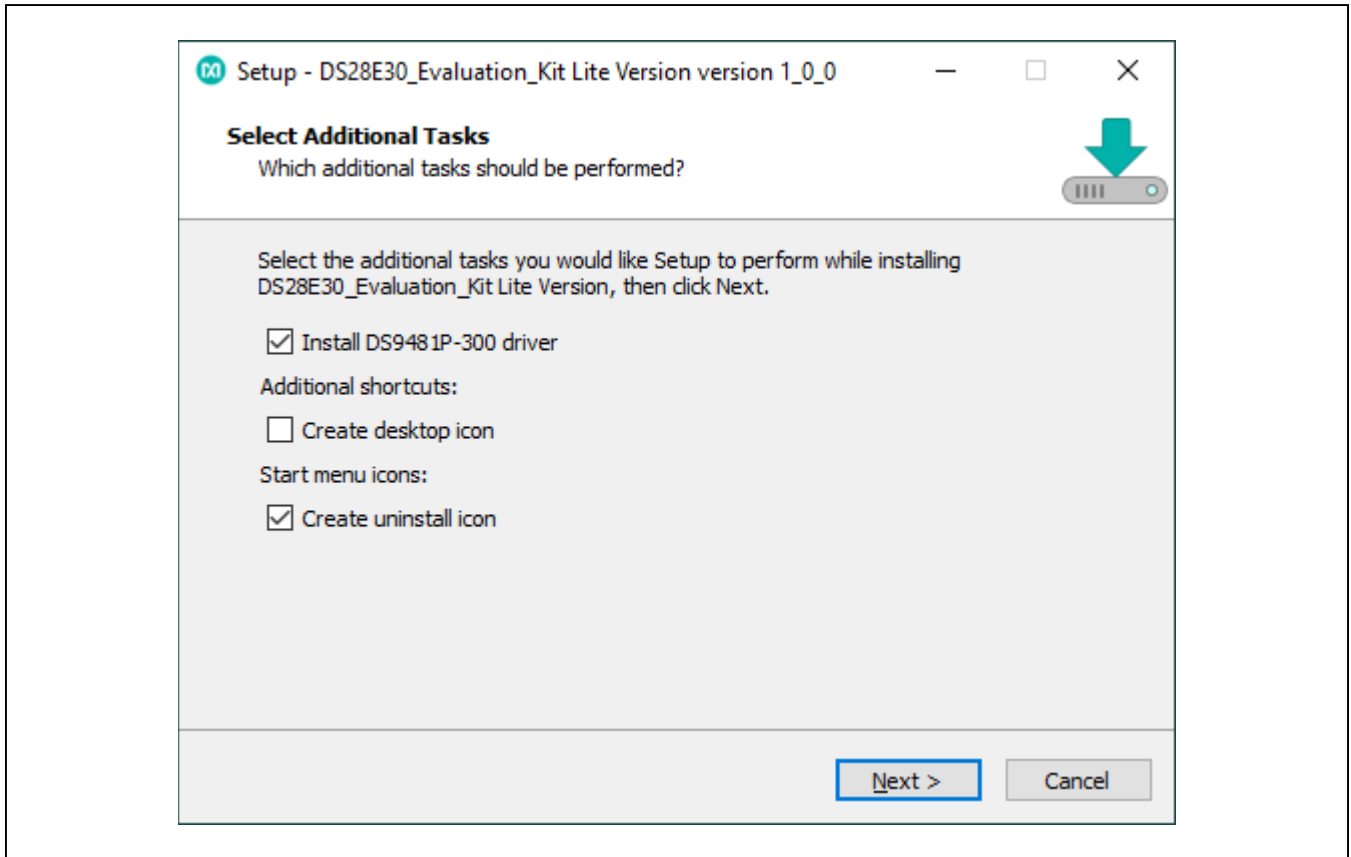 Setup - DS28E30_Evaluation_Kit Lite Version version 1_0_0
Select Additional Tasks
Which additional tasks should be performed?
Select the additional tasks you would like Setup to perform while installing
DS28E30_Evaluation_Kit Lite Version, then click Next.
Install DS9481P-300 driver
Additional shortcuts:
Create desktop icon
Start menu icons:
Create uninstall icon
Next >
Cancel